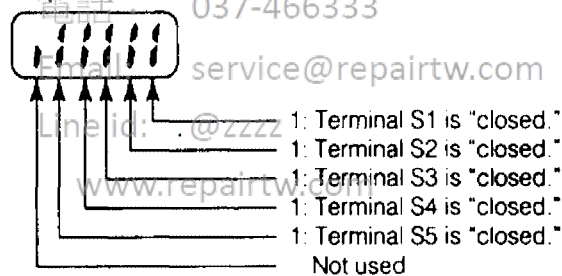 電話: 037-466333
Email: service@repairtw.com
Line id: @zzzz
www.repairtw.com
1: Terminal S1 is "closed."
1: Terminal S2 is "closed."
1: Terminal S3 is "closed."
1: Terminal S4 is "closed."
1: Terminal S5 is "closed."
Not used